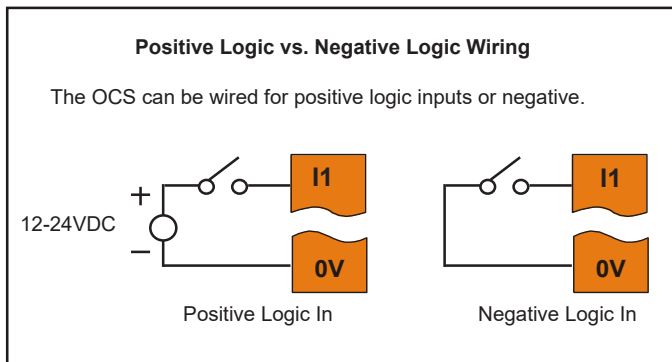 Positive Logic vs. Negative Logic Wiring
The OCS can be wired for positive logic inputs or negative.
+
12-24VDC
–
I1
0V
Positive Logic In
I1
0V
Negative Logic In